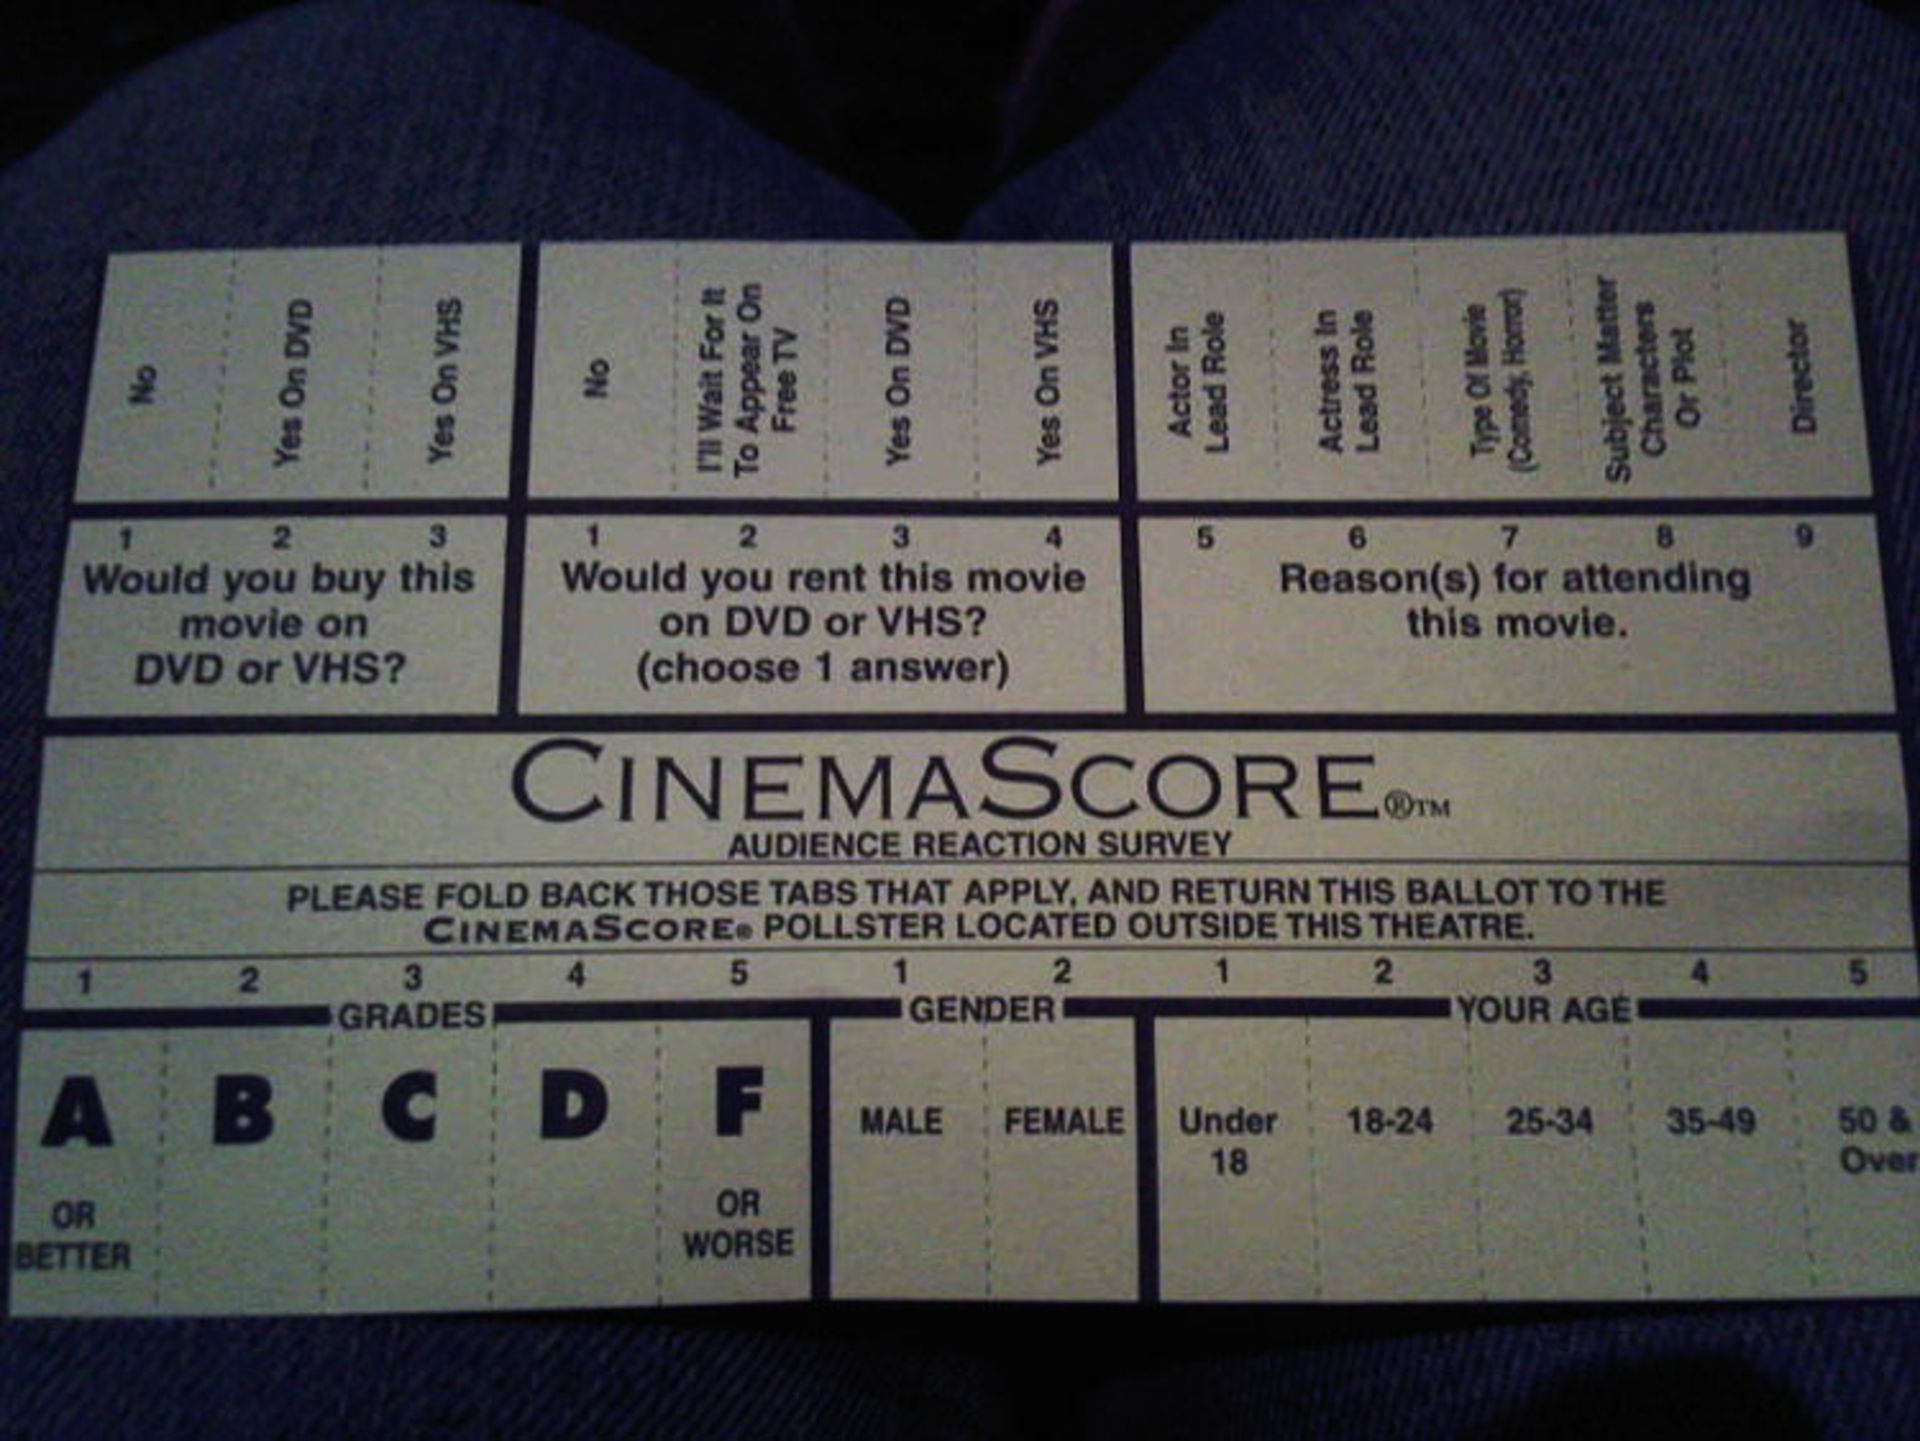 No
Yes On DVD
Yes On VHS
No
I'll Wait For It
To Appear On
Free TV
Yes On DVD
Yes On VHS
Actor In
Lead Role
Actress In
Lead Role
Type Of Movie
(Comedy, Horror)
Subject Matter
Characters
Or Plot
Director
1 2 3
Would you buy this
movie on
DVD or VHS?
1 2 3 4
Would you rent this movie
on DVD or VHS?
(choose 1 answer)
5 6 7 8 9
Reason(s) for attending
this movie.
CINEMASCORE®™
AUDIENCE REACTION SURVEY
PLEASE FOLD BACK THOSE TABS THAT APPLY, AND RETURN THIS BALLOT TO THE
CINEMASCORE® POLLSTER LOCATED OUTSIDE THIS THEATRE.
1 2 3 4 5
GRADES
A
OR
BETTER
B
C
D
F
OR
WORSE
1 2
GENDER
MALE
FEMALE
1 2 3 4 5
YOUR AGE
Under
18
18-24
25-34
35-49
50 &
Over